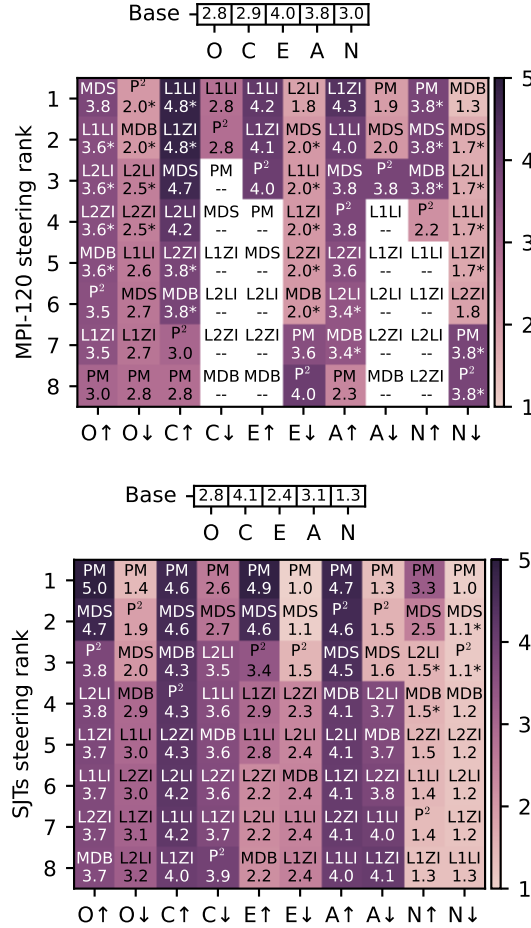 Base 2.8 2.9 4.0 3.8 3.0
O C E A N
MPI-120 steering rank
1 MDS P² L1LI L1LI L1LI L2LI L1ZI PM PM MDB 5
3.8 2.0* 4.8* 2.8 4.2 1.8 4.3 1.9 3.8* 1.3
2 L1LI MDB L1ZI P² L1ZI MDS L1LI MDS MDS MDS 4
3.6* 2.0* 4.8* 2.8 4.1 2.0* 4.0 2.0 3.8* 1.7*
3 L2LI L2LI MDS PM P² L1LI MDS P² MDB L2LI
3.6* 2.5* 4.7 -- 4.0 2.0* 3.8 3.8 3.8* 1.7*
4 L2ZI L2ZI L2LI MDS PM L1ZI P² L1LI P² L1LI 3
3.6* 2.5* 4.2 -- -- 2.0* 3.8 -- 2.2 1.7*
5 MDB L1LI L2ZI L1ZI MDS L2ZI L2ZI L2LI L1LI L1ZI
3.6* 2.6 3.8* -- -- 2.0* 3.6 -- -- 1.7*
6 P² MDS MDB L2LI L2LI MDB L2LI L1ZI L1ZI L2ZI 2
3.5 2.7 3.8* -- -- 2.0* 3.4* -- -- 1.8
7 L1ZI L1ZI P² L2ZI L2ZI PM MDB L2ZI L2LI PM
3.5 2.7 3.0 -- -- 3.6 3.4* -- -- 3.8*
8 PM PM PM MDB MDB P² PM MDB L2ZI P² 1
3.0 2.8 2.8 -- -- 4.0 2.3 -- -- 3.8*
O↑ O↓ C↑ C↓ E↑ E↓ A↑ A↓ N↑ N↓
Base 2.8 4.1 2.4 3.1 1.3
O C E A N
SJTs steering rank
1 PM PM PM PM PM PM PM PM PM PM 5
5.0 1.4 4.6 2.6 4.9 1.0 4.7 1.3 3.3 1.0
2 MDS P² MDS MDS MDS MDS P² P² MDS MDS 4
4.7 1.9 4.6 2.7 4.6 1.1 4.6 1.5 2.5 1.1*
3 P² MDS MDB L2LI P² P² MDS MDS L2LI P²
3.8 2.0 4.3 3.5 3.4 1.5 4.5 1.6 1.5* 1.1*
4 L2LI MDB P² L1LI L1ZI L2ZI MDB L2LI MDB MDB 3
3.8 2.9 4.3 3.6 2.9 2.3 4.1 3.7 1.5* 1.2
5 L1ZI L1LI L2ZI MDB L1LI L2LI L2LI MDB L2ZI L2ZI
3.7 3.0 4.3 3.6 2.8 2.4 4.1 3.7 1.5 1.2
6 L1LI L2ZI L2LI L2ZI L2ZI MDB L2ZI L2ZI L1LI L2LI 2
3.7 3.0 4.2 3.6 2.2 2.4 4.1 3.8 1.4 1.2
7 L2ZI L1ZI L1LI L1ZI L2LI L1LI L1ZI L1LI P² L1ZI
3.7 3.1 4.2 3.7 2.2 2.4 4.1 4.0 1.4 1.2
8 MDB L2LI L1ZI P² MDB L1ZI L1LI L1ZI L1ZI L1LI 1
3.7 3.2 4.0 3.9 2.2 2.4 4.0 4.1 1.3 1.3
O↑ O↓ C↑ C↓ E↑ E↓ A↑ A↓ N↑ N↓